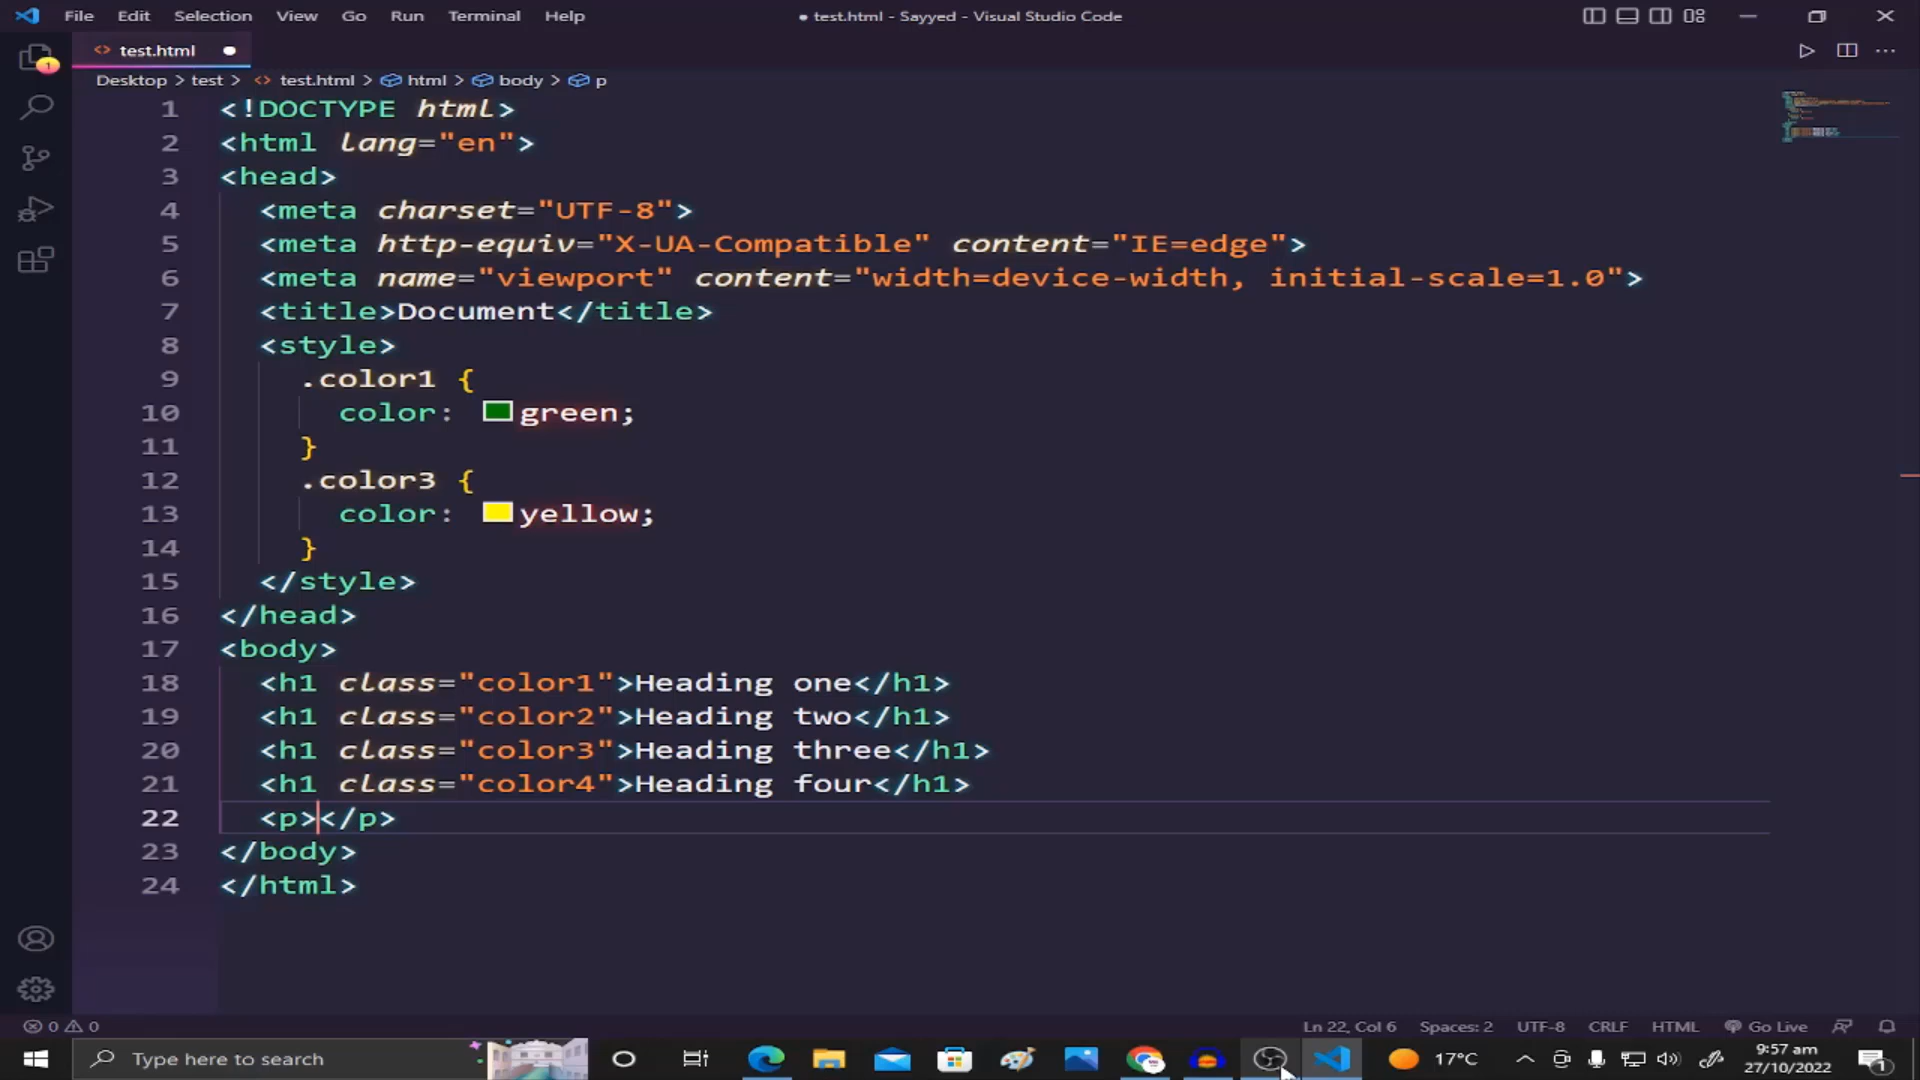 File Edit Selection View Go Run Terminal Help ● test.html - Sayyed - Visual Studio Code
<> test.html ●
1
Desktop > test > <> test.html > html > body > p
1 <!DOCTYPE html>
2 <html lang="en">
3 <head>
4 <meta charset="UTF-8">
5 <meta http-equiv="X-UA-Compatible" content="IE=edge">
6 <meta name="viewport" content="width=device-width, initial-scale=1.0">
7 <title>Document</title>
8 <style>
9 .color1 {
10 color: green;
11 }
12 .color3 {
13 color: yellow;
14 }
15 </style>
16 </head>
17 <body>
18 <h1 class="color1">Heading one</h1>
19 <h1 class="color2">Heading two</h1>
20 <h1 class="color3">Heading three</h1>
21 <h1 class="color4">Heading four</h1>
22 <p></p>
23 </body>
24 </html>
0 0 Ln 22, Col 6 Spaces: 2 UTF-8 CRLF HTML Go Live
Type here to search 17°C 9:57 am
27/10/2022 1